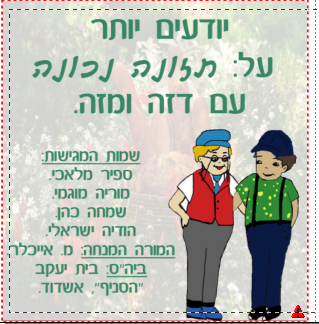 יודעים יותר
על: תזונה נכונה
עם דזה ומזה.
שמות המגישות:
ספיר מלאכי.
מוריה מוגמי.
שמחה כהן.
הודיה ישראלי.
המורה המנחה: מ. אייכלר
ביה"ס: בית יעקב
"הסניף", אשדוד.